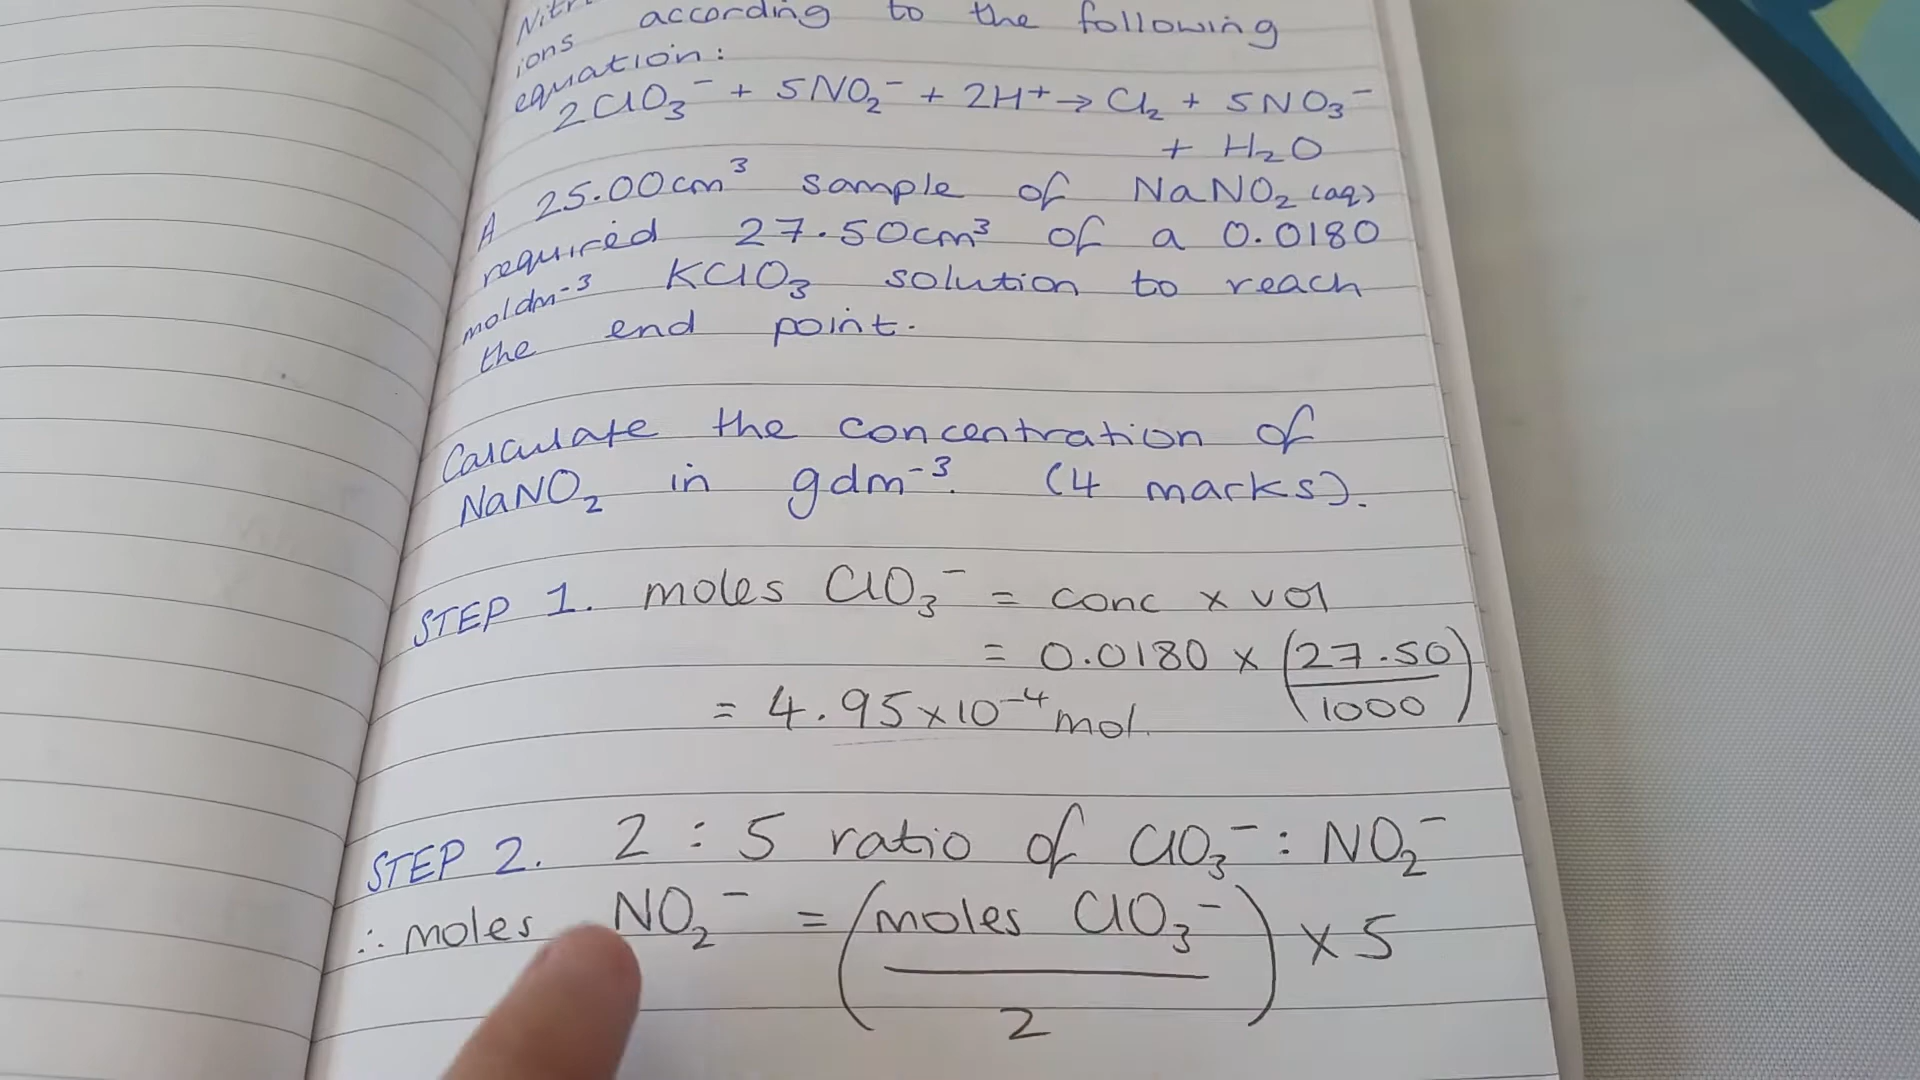 according to the following
ions
equation:
2ClO₃⁻ + 5NO₂⁻ + 2H⁺ → Cl₂ + 5NO₃⁻
+ H₂O
A 25.00cm³ sample of NaNO₂ (aq)
required 27.50cm³ of a 0.0180
moldm⁻³ KClO₃ solution to reach
the end point.
Calculate the concentration of
NaNO₂ in gdm⁻³. (4 marks).
STEP 1. moles ClO₃⁻ = conc x vol
= 0.0180 x (27.50/1000)
= 4.95x10⁻⁴ mol.
STEP 2. 2 : 5 ratio of ClO₃⁻ : NO₂⁻
∴ moles NO₂⁻ = (moles ClO₃⁻/2) x 5